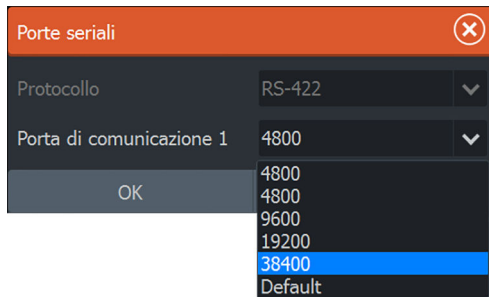 Porte seriali
Protocollo RS-422
Porta di comunicazione 1 4800
OK
4800
4800
9600
19200
38400
Default